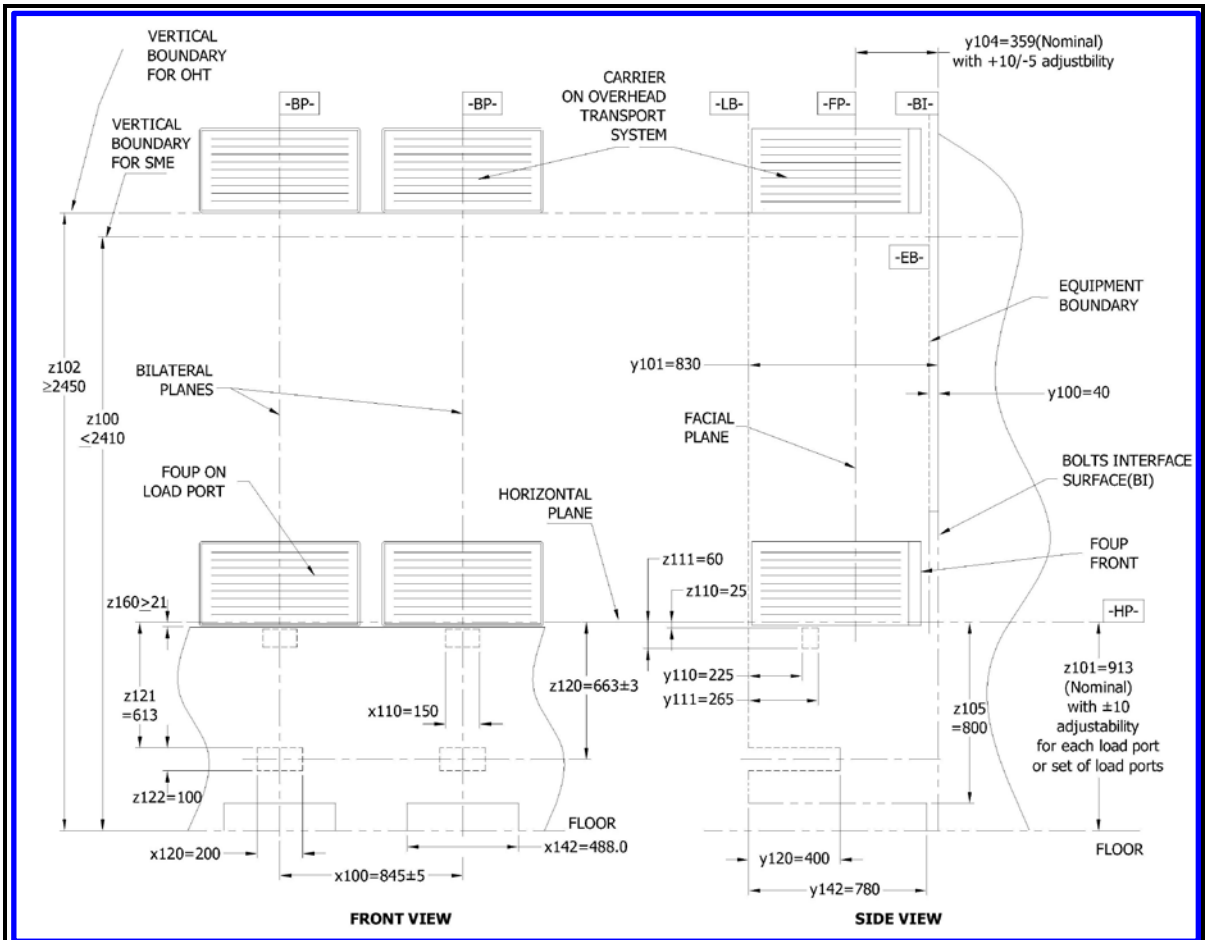 VERTICAL
BOUNDARY
FOR OHT
VERTICAL
BOUNDARY
FOR SME
-BP-
-BP-
CARRIER
ON OVERHEAD
TRANSPORT
SYSTEM
-LB-
-FP-
-BI-
y104=359(Nominal)
with +10/-5 adjustbility
-EB-
EQUIPMENT
BOUNDARY
z102
≥2450
z100
≤2410
BILATERAL
PLANES
y101=830
y100=40
FACIAL
PLANE
FOUP ON
LOAD PORT
HORIZONTAL
PLANE
BOLTS INTERFACE
SURFACE(BI)
z111=60
z110=25
FOUP
FRONT
z160≥21
-HP-
z121
=613
x110=150
z120=663±3
y110=225
y111=265
z105
=800
z101=913
(Nominal)
with ±10
adjustability
for each load port
or set of load ports
z122=100
FLOOR
x120=200
x142=488.0
y120=400
FLOOR
x100=845±5
y142=780
FRONT VIEW
SIDE VIEW